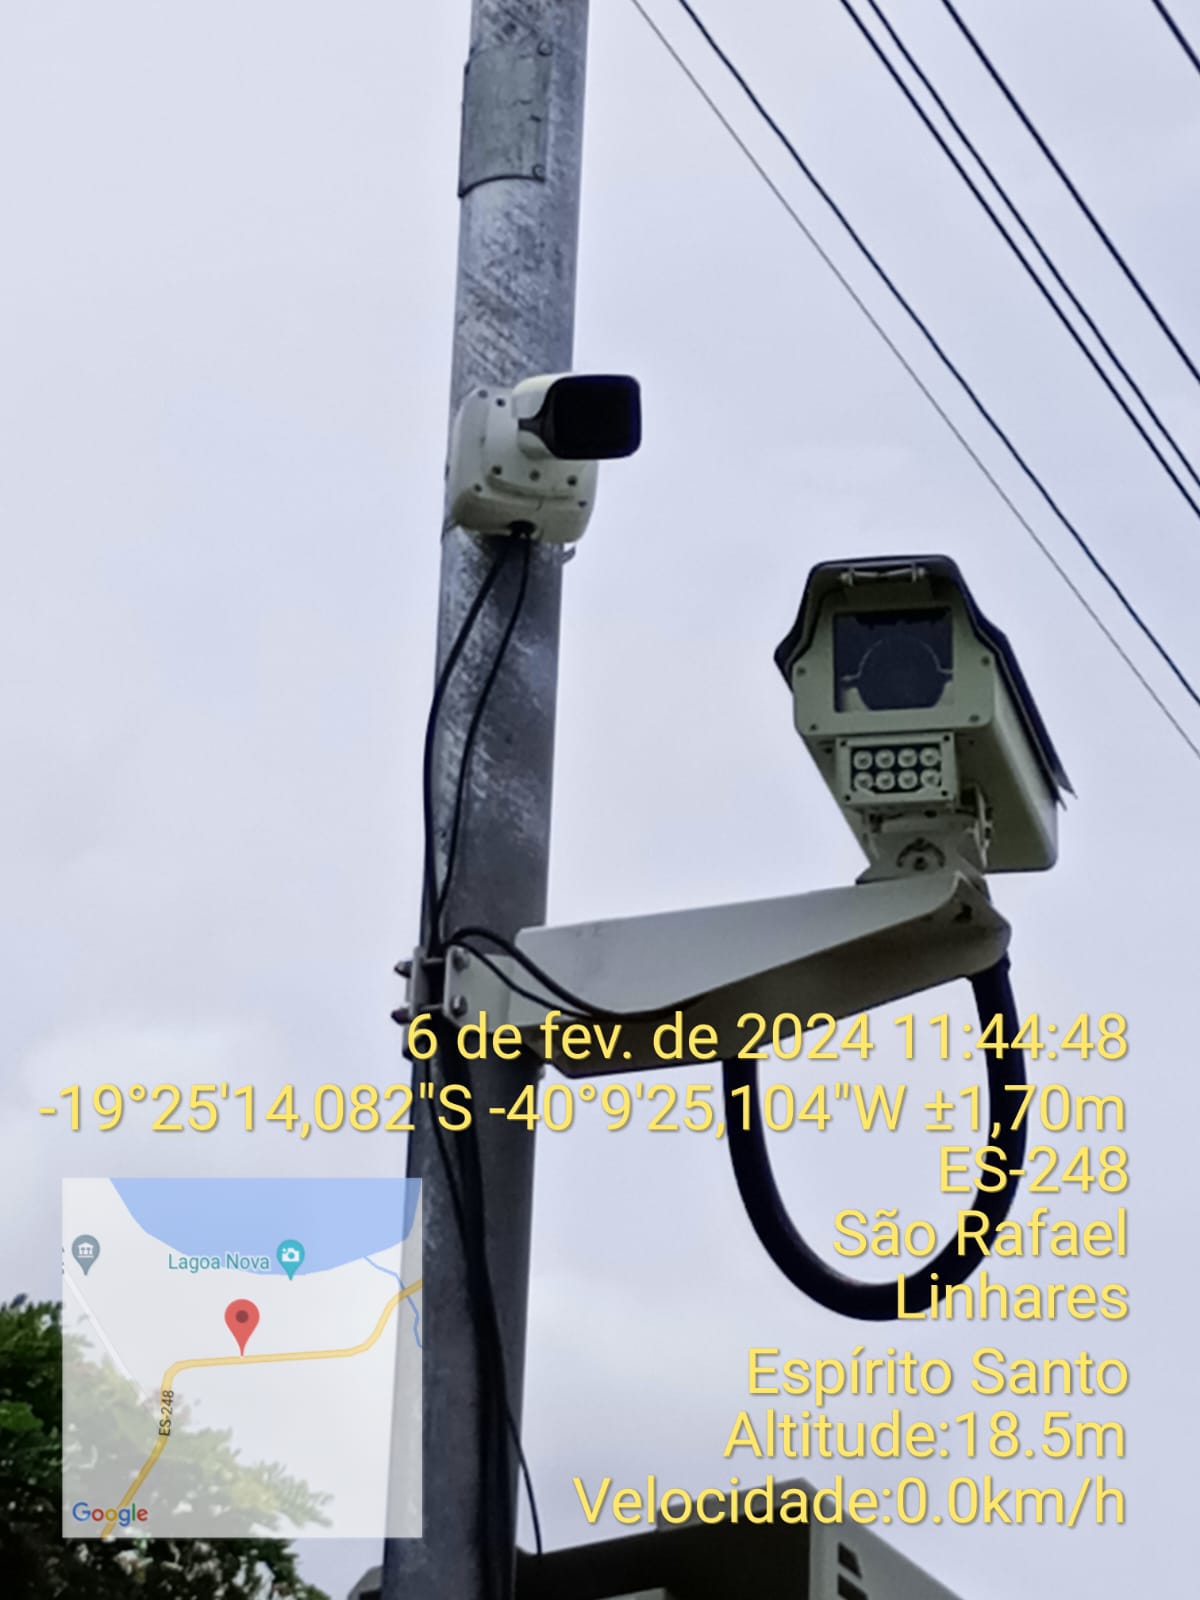 6 de fev. de 2024 11:44:48
-19°25'14,082"S -40°9'25,104"W ±1,70m
ES-248
São Rafael
Linhares
Espírito Santo
Altitude:18.5m
Velocidade:0.0km/h
Lagoa Nova
ES-248
Google